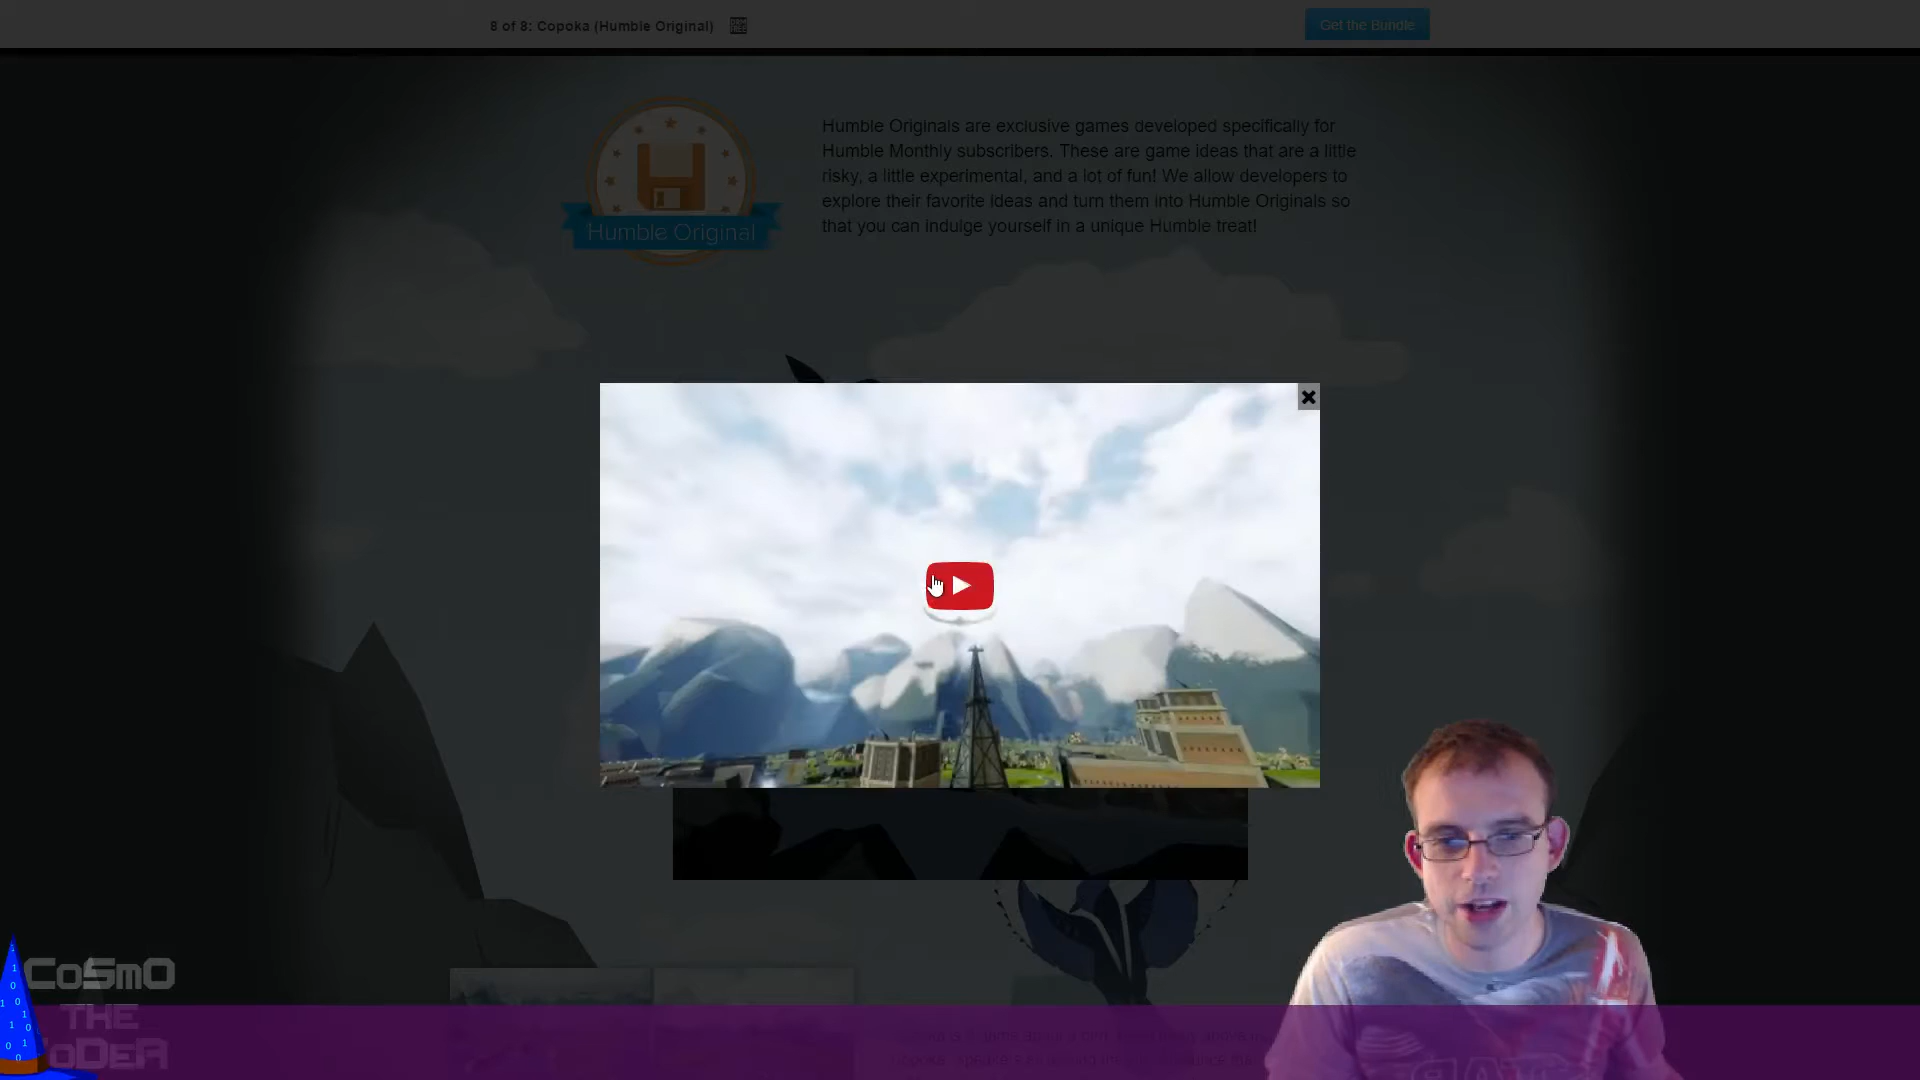 8 of 8: Copoka (Humble Original)
Get the Bundle
Humble Originals are exclusive games developed specifically for
Humble Monthly subscribers. These are game ideas that are a little
risky, a little experimental, and a lot of fun! We allow developers to
explore their favorite ideas and turn them into Humble Originals so
that you can indulge yourself in a unique Humble treat!
Humble Original
CoSmO
THE
CoDeR